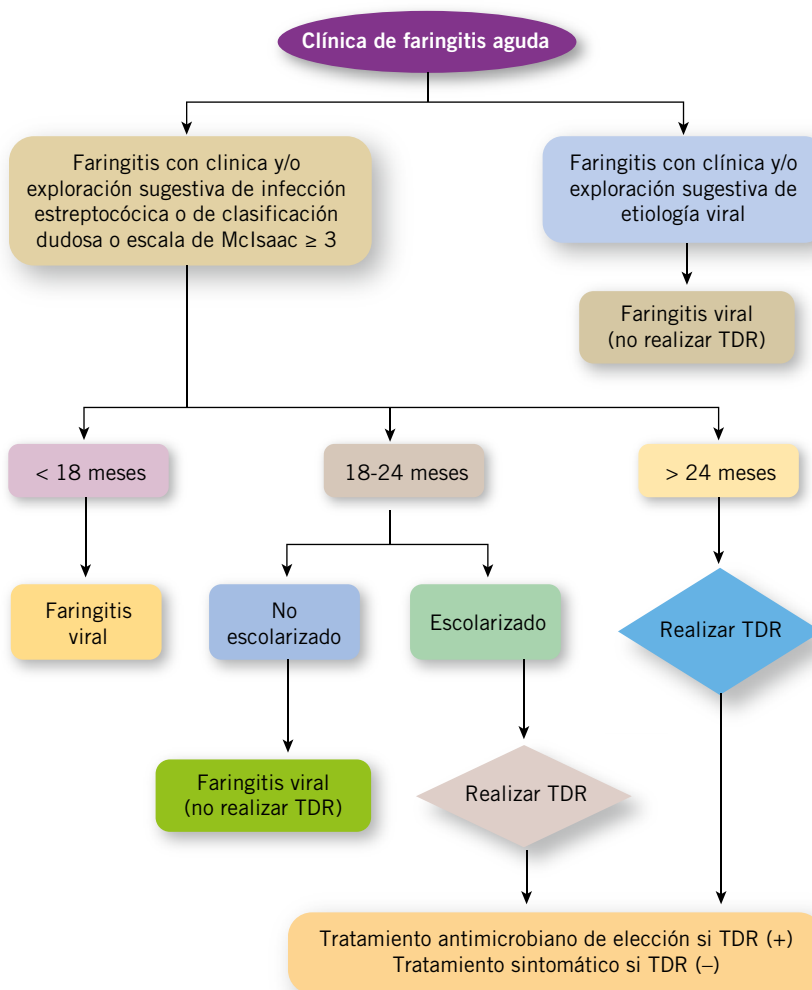 Clínica de faringitis aguda
Faringitis con clinica y/o
exploración sugestiva de infección
estreptocócica o de clasificación
dudosa o escala de McIsaac ≥ 3
Faringitis con clínica y/o
exploración sugestiva de
etiología viral
Faringitis viral
(no realizar TDR)
< 18 meses
18-24 meses
> 24 meses
Faringitis
viral
No
escolarizado
Escolarizado
Realizar TDR
Faringitis viral
(no realizar TDR)
Realizar TDR
Tratamiento antimicrobiano de elección si TDR (+)
Tratamiento sintomático si TDR (–)